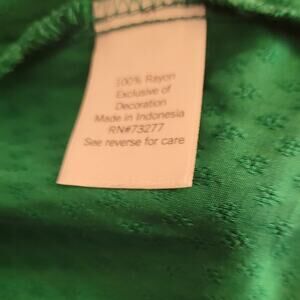 100% Rayon
Exclusive of
Decoration
Made in Indonesia
RN#73277
See reverse for care